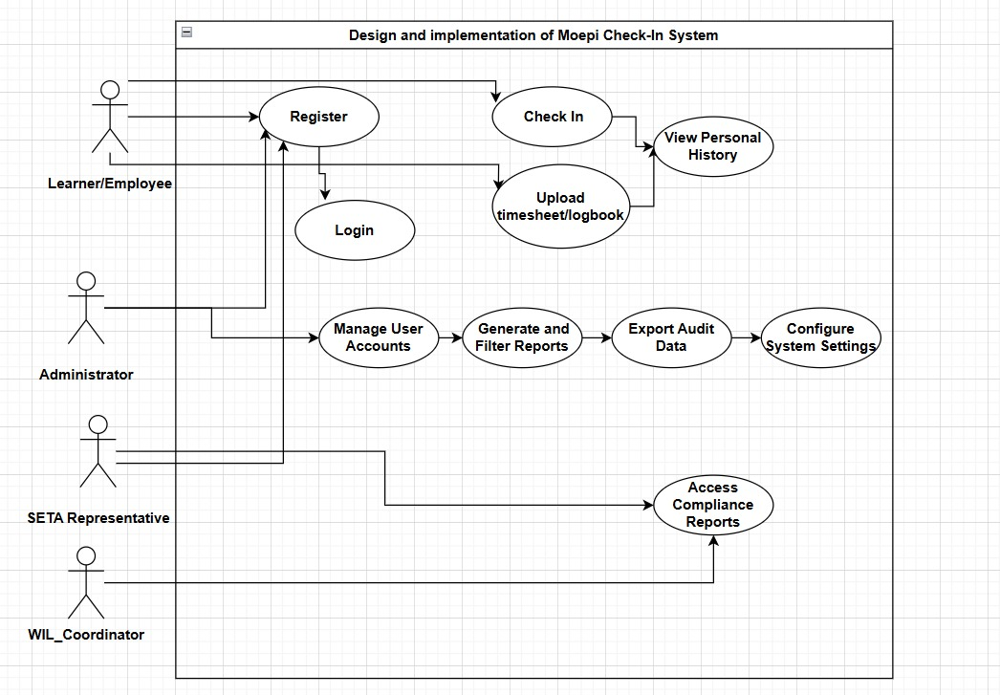 Design and implementation of Moepi Check-In System
Register
Check In
View Personal
History
Learner/Employee
Upload
timesheet/logbook
Login
Manage User
Accounts
Generate and
Filter Reports
Export Audit
Data
Configure
System Settings
Administrator
SETA Representative
Access
Compliance
Reports
WIL_Coordinator